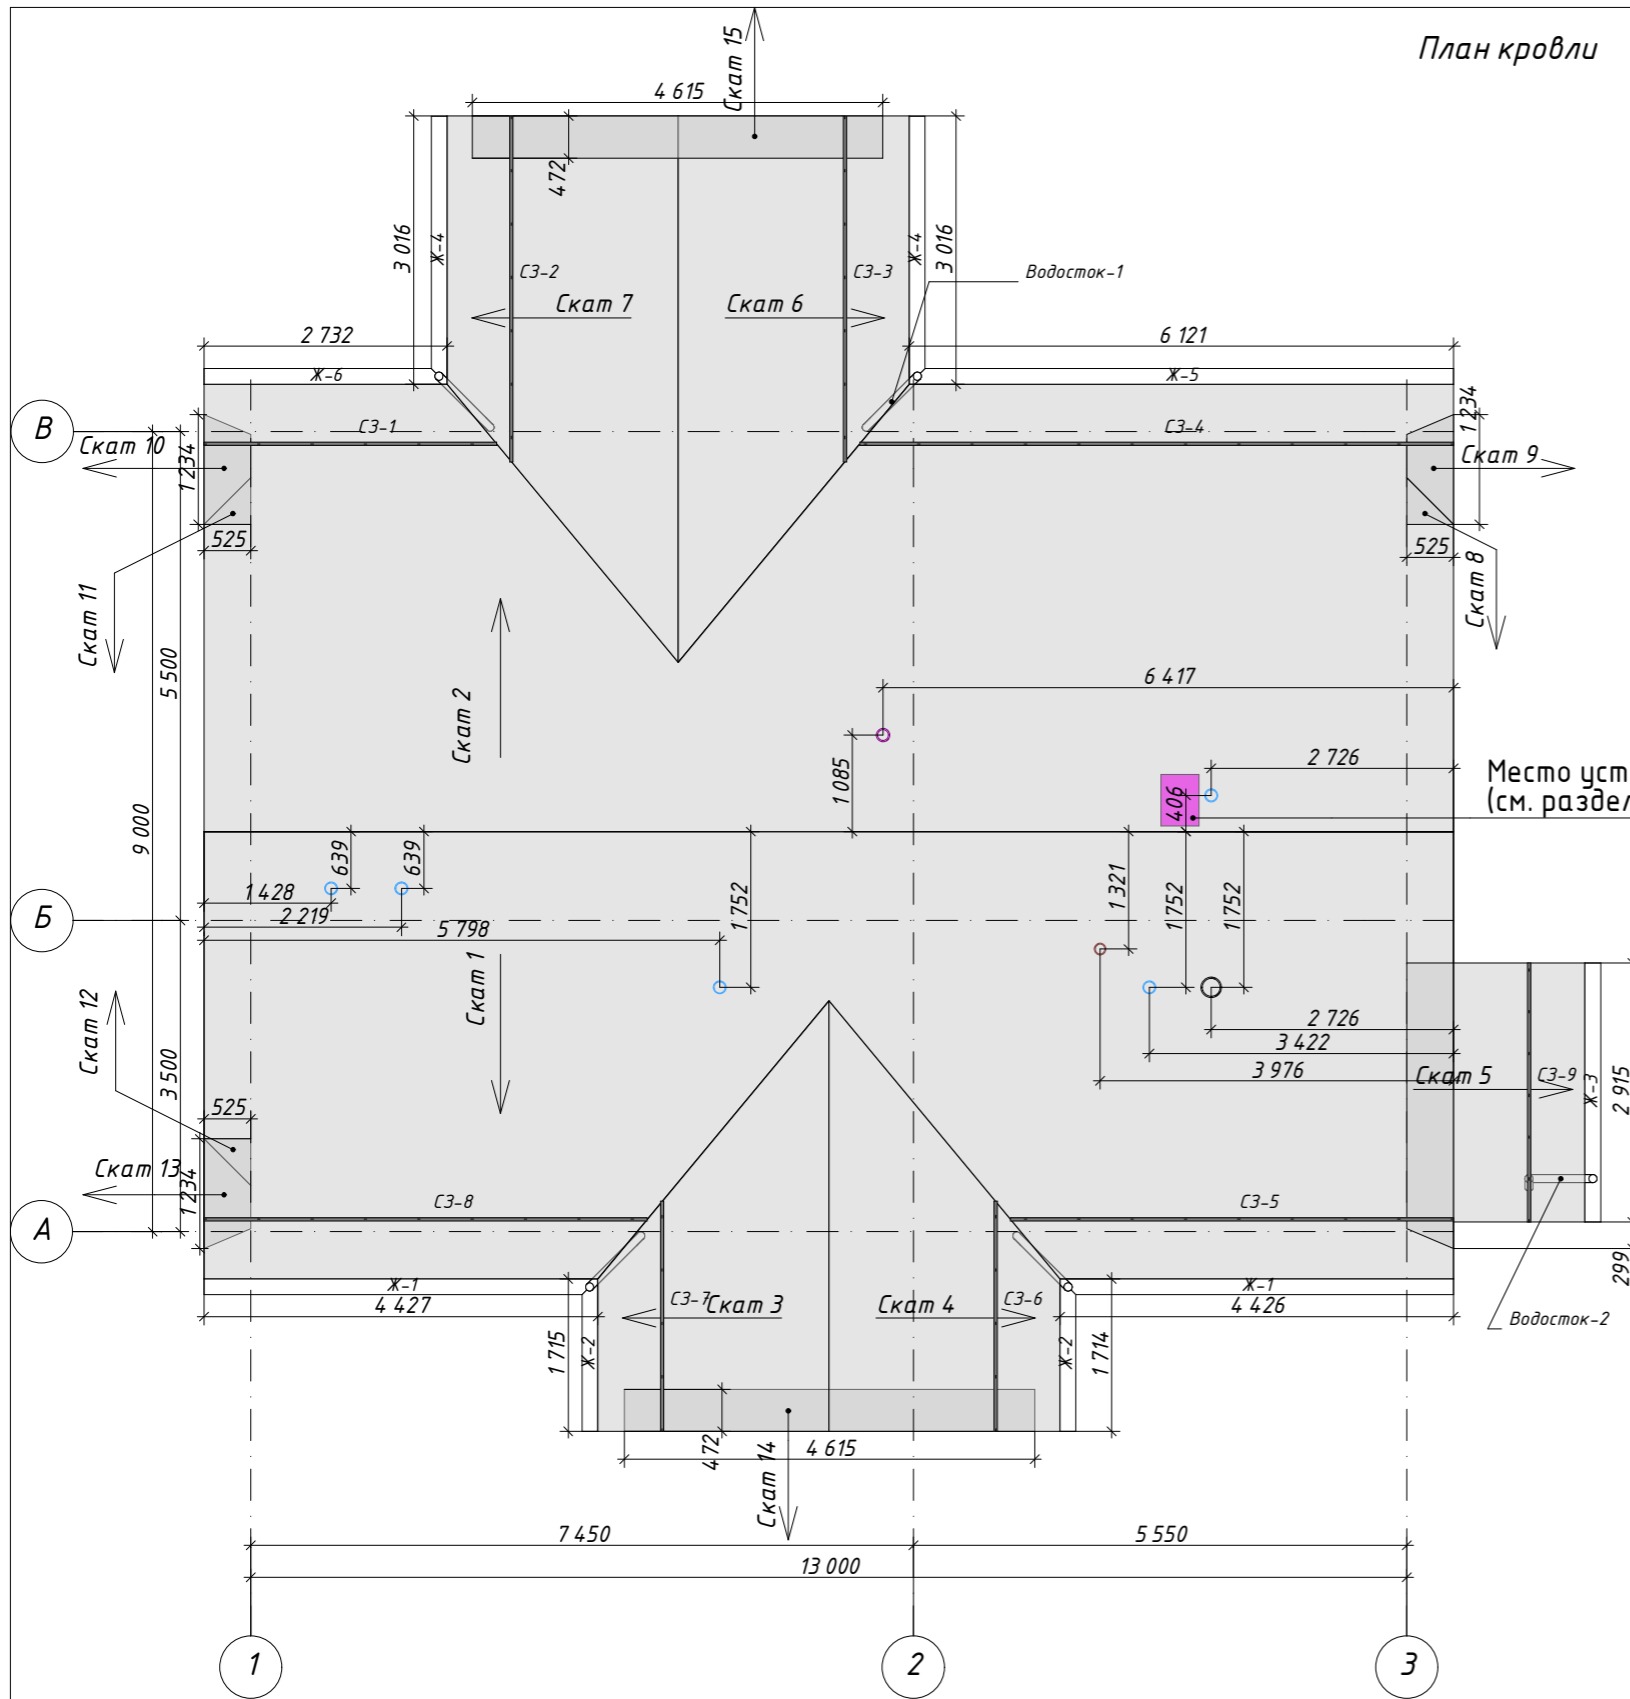 План кровли
Скат 15
4 615
472
3 016
Ж-4
Ж-4
3 016
СЗ-2
СЗ-3
Водосток-1
Скат 7
Скат 6
2 732
6 121
Ж-6
Ж-5
1 234
В
Скат 10
СЗ-1
СЗ-4
Скат 9
1 234
525
525
Скат 11
Скат 8
5 500
Скат 2
6 417
1 085
2 726
406
Место уст
(см. раздел
9 000
639
639
1 428
2 219
5 798
1 752
1 321
1 752
1 752
Б
Скат 1
Скат 12
3 500
2 726
3 422
3 976
Скат 5
СЗ-9
Ж-3
2 915
525
Скат 13
1 234
СЗ-8
СЗ-5
А
299
Ж-1
Ж-1
4 427
СЗ-7
Скат 3
Скат 4
СЗ-6
4 426
Водосток-2
1 715
Ж-2
Ж-2
1 714
472
4 615
Скат 14
7 450
5 550
13 000
1
2
3